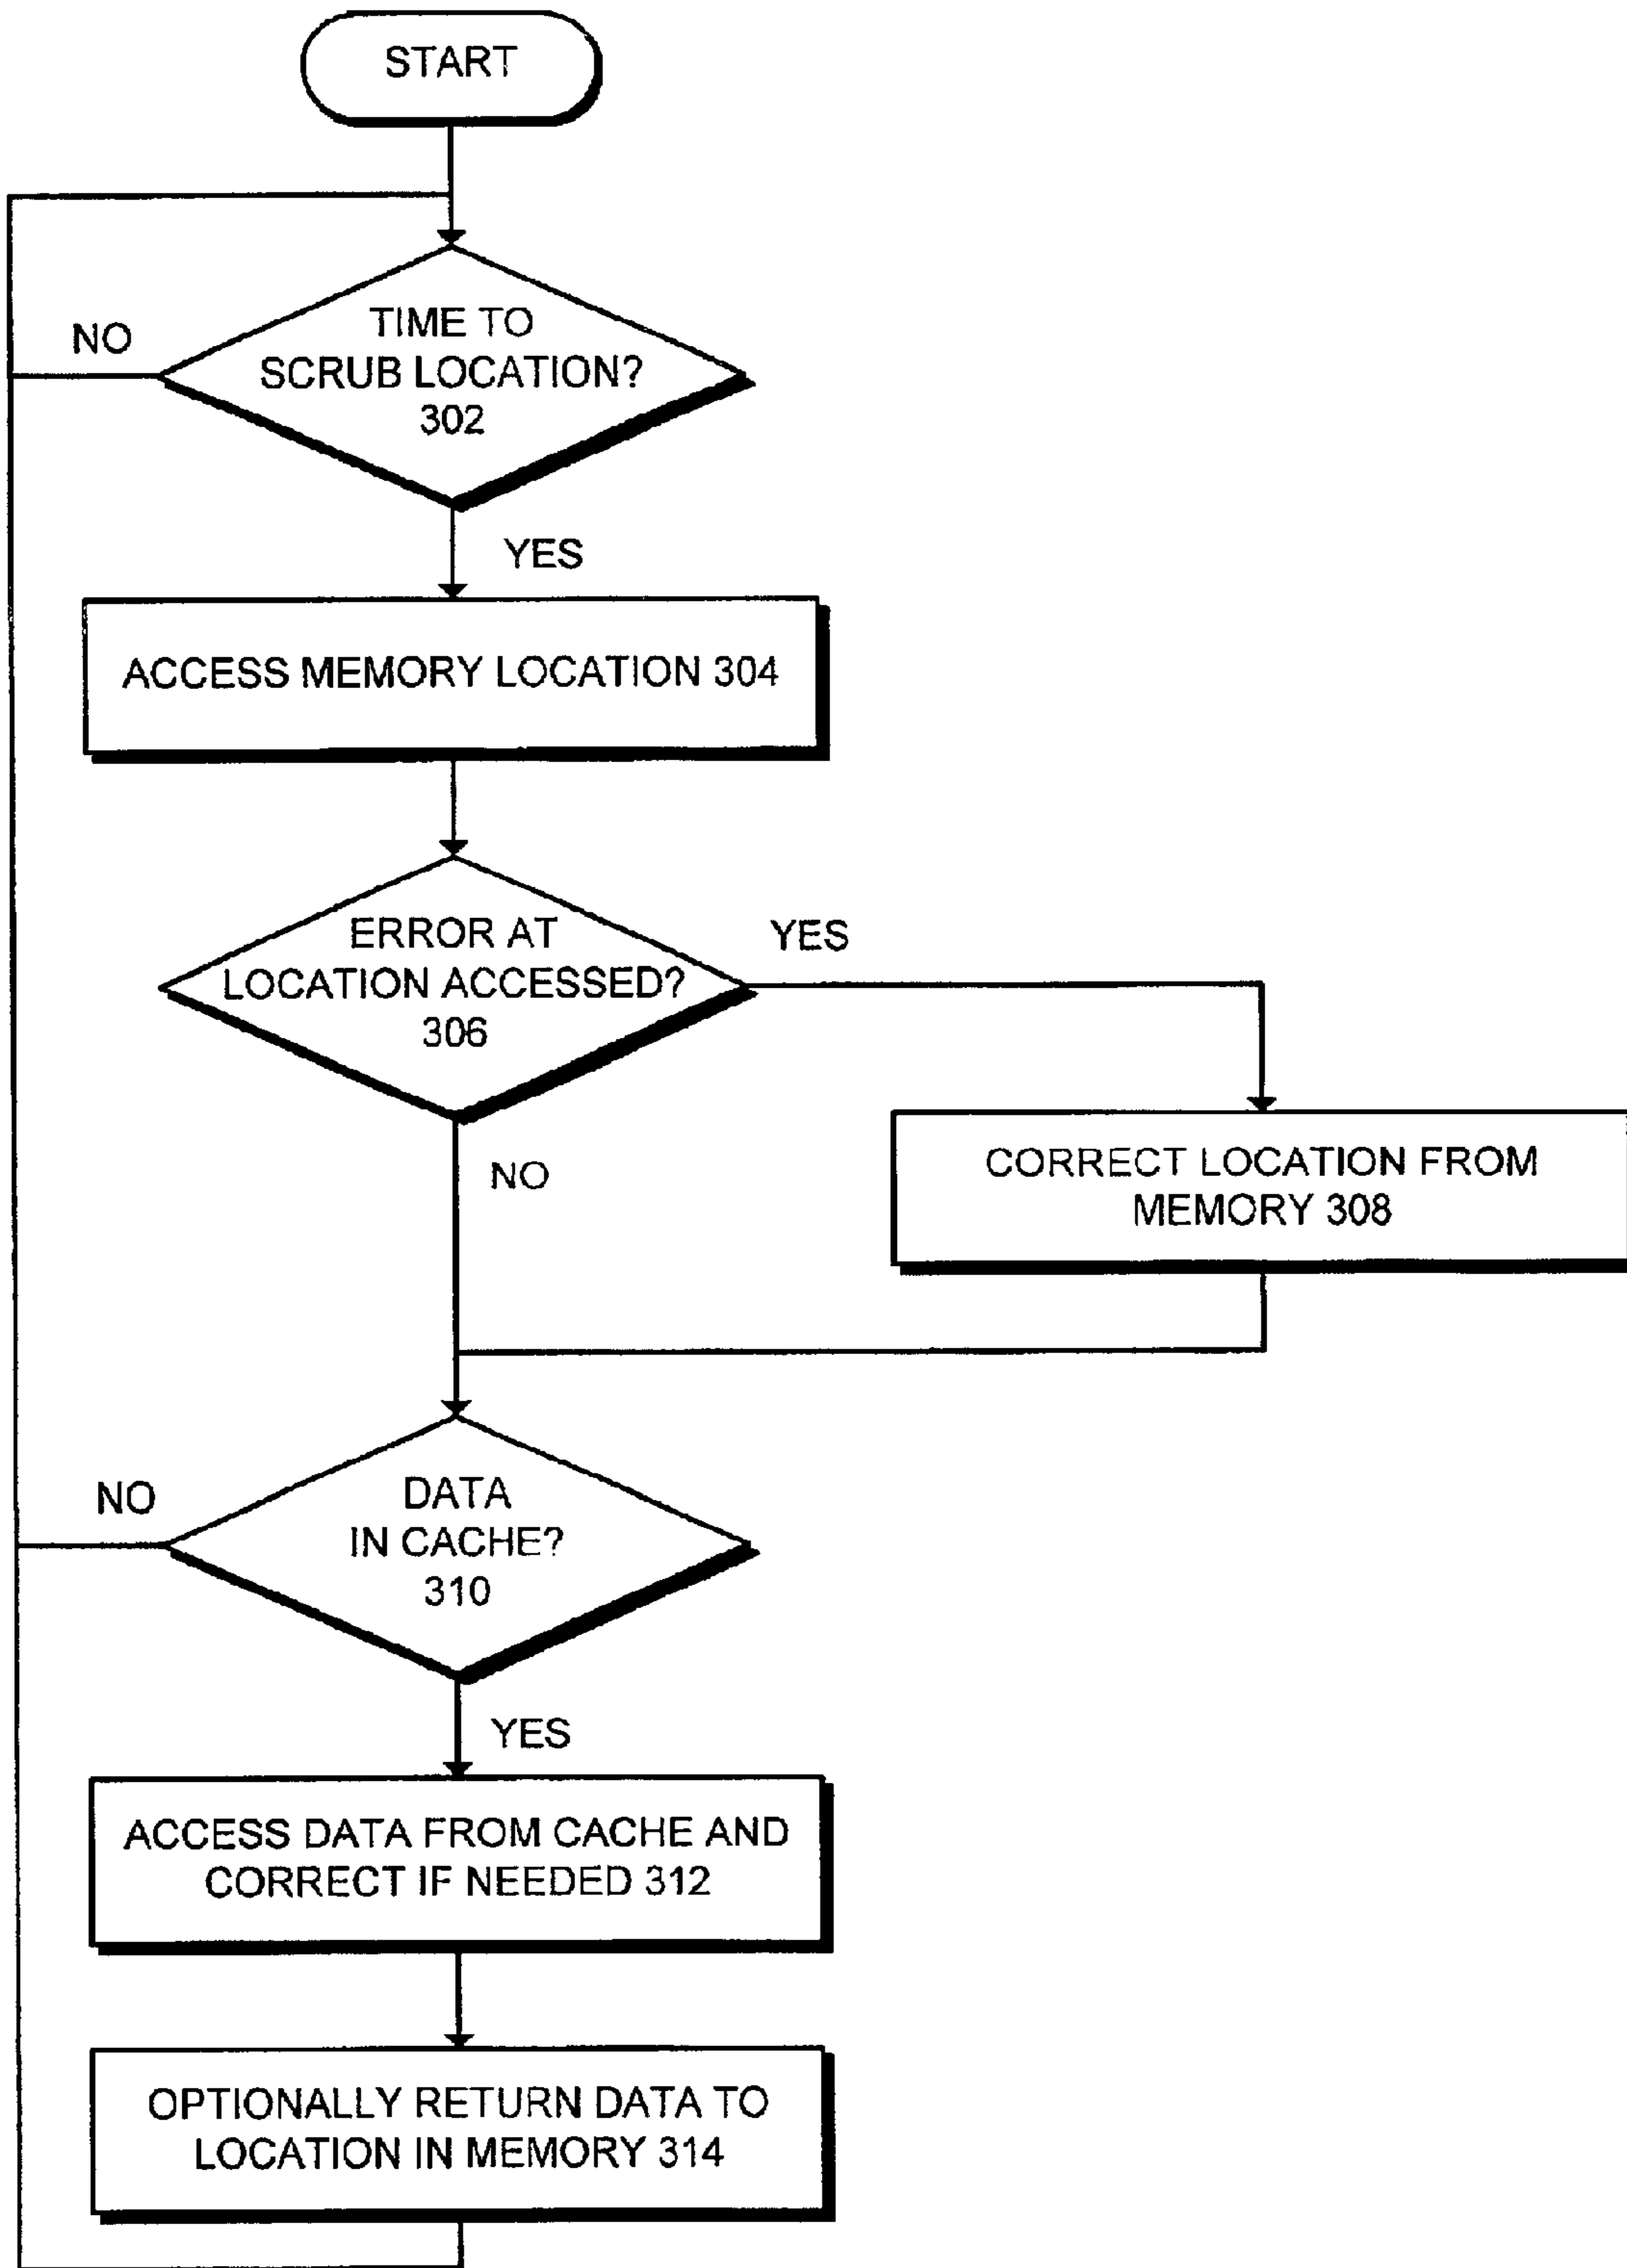 START
NO
TIME TO
SCRUB LOCATION?
302
YES
ACCESS MEMORY LOCATION 304
ERROR AT
LOCATION ACCESSED?
306
YES
NO
CORRECT LOCATION FROM
MEMORY 308
NO
DATA
IN CACHE?
310
YES
ACCESS DATA FROM CACHE AND
CORRECT IF NEEDED 312
OPTIONALLY RETURN DATA TO
LOCATION IN MEMORY 314